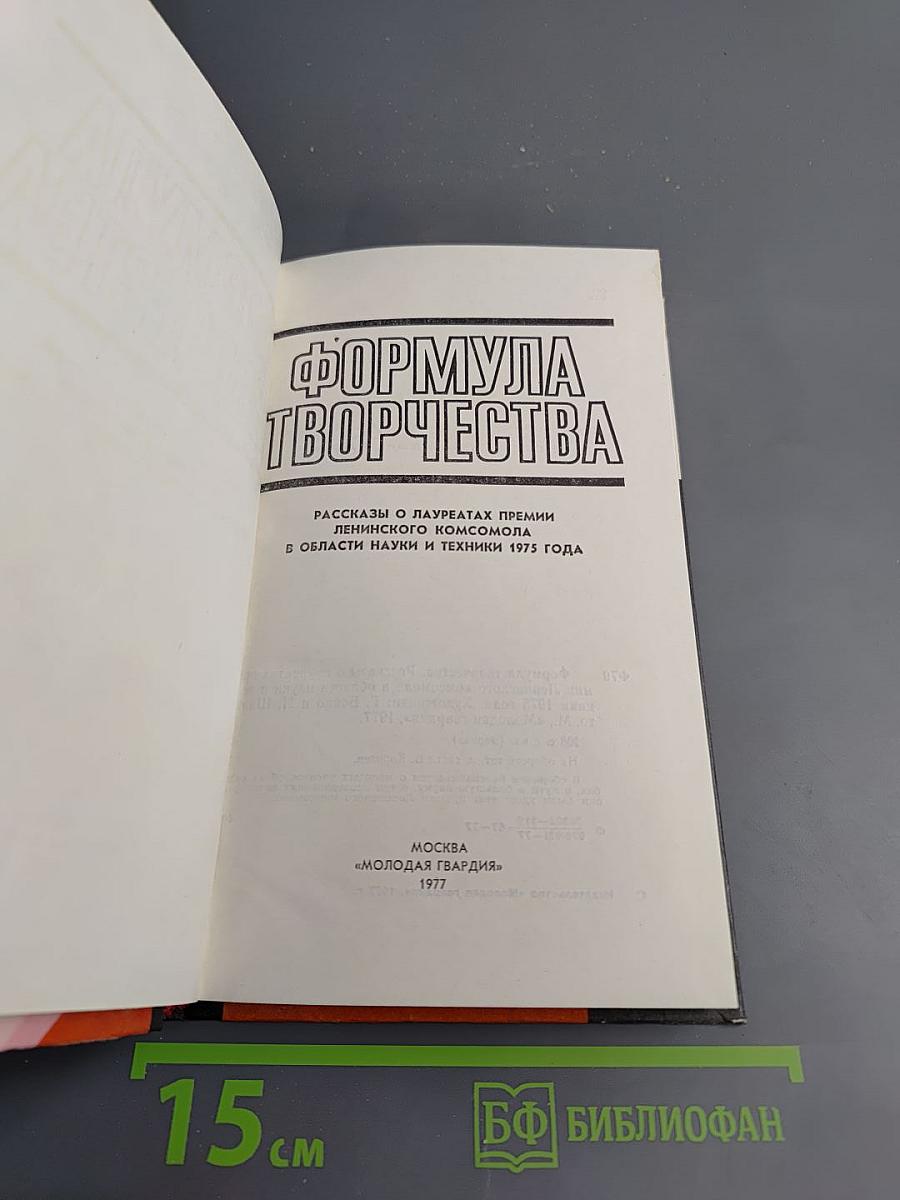 ФОРМУЛА
ТВОРЧЕСТВА
РАССКАЗЫ О ЛАУРЕАТАХ ПРЕМИИ
ЛЕНИНСКОГО КОМСОМОЛА
В ОБЛАСТИ НАУКИ И ТЕХНИКИ 1975 ГОДА
МОСКВА
«МОЛОДАЯ ГВАРДИЯ»
1977
15 СМ
БФ БИБЛИОФАН